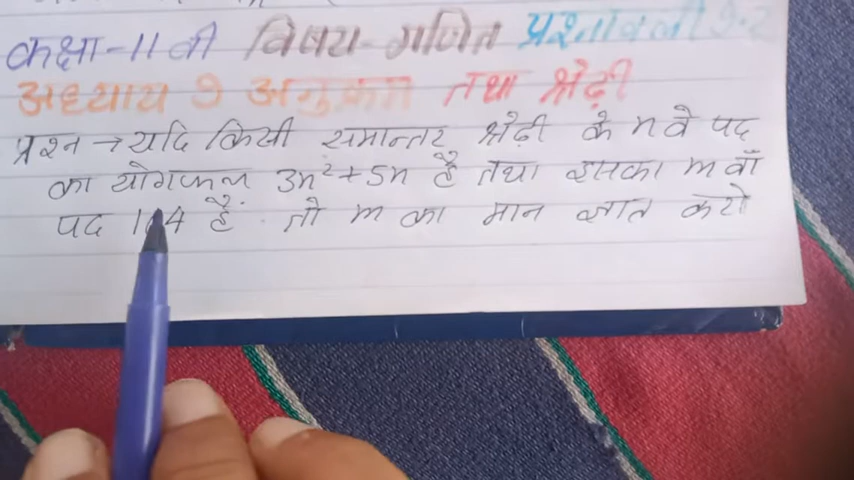 कक्षा-11वी विषय-गणित प्रश्नावली 9.2
अध्याय 9 अनुक्रम तथा श्रेढ़ी
प्रश्न → यदि किसी समान्तर श्रेढ़ी के n वे पद
का योगफल 3n²+5n है तथा इसका m वाँ
पद 164 है. तो m का मान ज्ञात करो